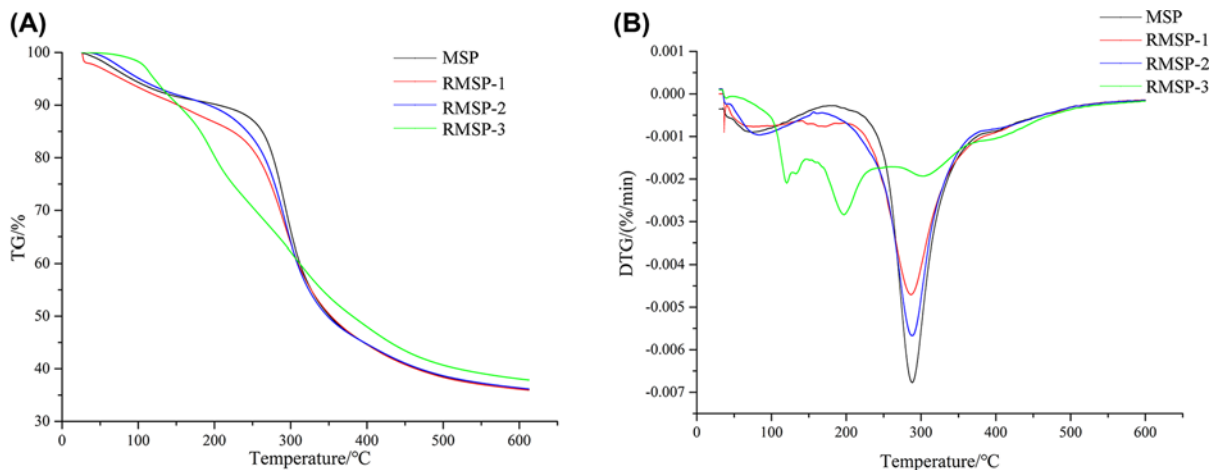 (A)
MSP
RMSP-1
RMSP-2
RMSP-3
TG/%
100
90
80
70
60
50
40
30
0
100
200
300
400
500
600
Temperature/℃
(B)
MSP
RMSP-1
RMSP-2
RMSP-3
DTG/(%/min)
0.001
0.000
-0.001
-0.002
-0.003
-0.004
-0.005
-0.006
-0.007
0
100
200
300
400
500
600
Temperature/℃